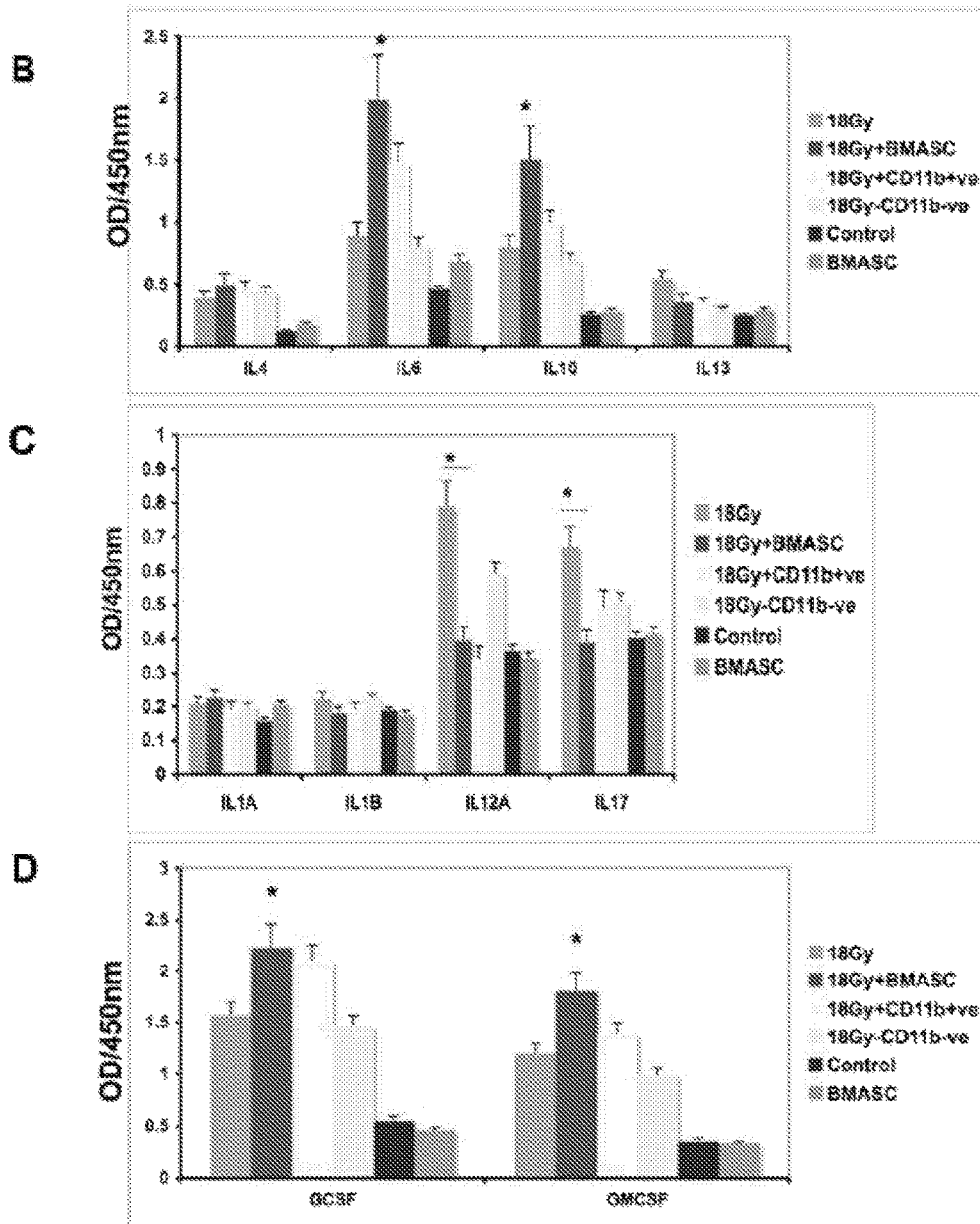 B
OD/450nm
2.5
2
1.5
1
0.5
0
*
*
IL4 IL6 IL10 IL13
18Gy
18Gy+BMASC
18Gy+CD11b+ve
18Gy-CD11b-ve
Control
BMASC
C
OD/450nm
1
0.9
0.8
0.7
0.6
0.5
0.4
0.3
0.2
0.1
0
*
*
IL1A IL1B IL12A IL17
18Gy
18Gy+BMASC
18Gy+CD11b+ve
18Gy-CD11b-ve
Control
BMASC
D
OD/450nm
3
2.5
2
1.5
1
0.5
0
*
*
GCSF GMCSF
18Gy
18Gy+BMASC
18Gy+CD11b+ve
18Gy-CD11b-ve
Control
BMASC